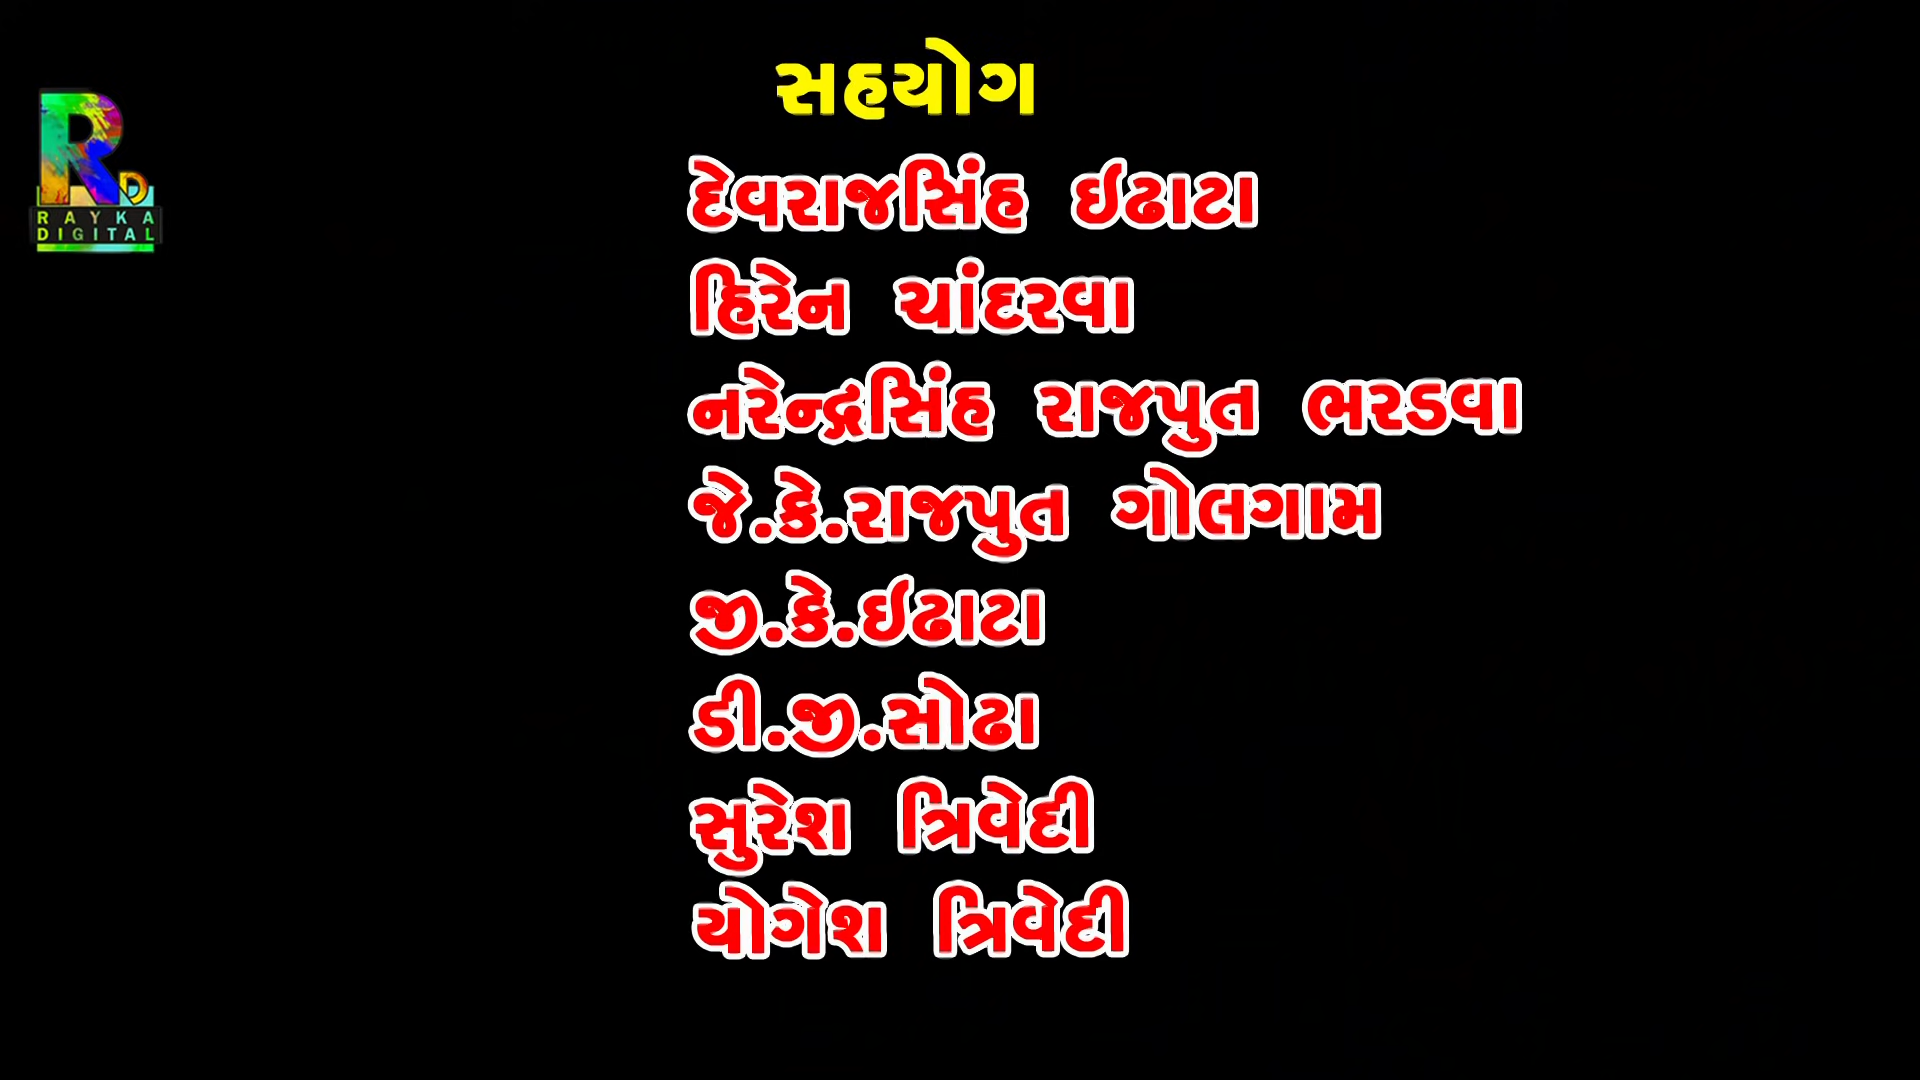 સહયોગ
RAYKA
DIGITAL
દેવરાજસિંહ ઈઢાટા
હિરેન ચાંદરવા
નરેન્દ્રસિંહ રાજપુત ભરડવા
જે.કે.રાજપુત ગોલગામ
જી.કે.ઈઢાટા
ડી.જી.સોઢા
સુરેશ ત્રિવેદી
યોગેશ ત્રિવેદી